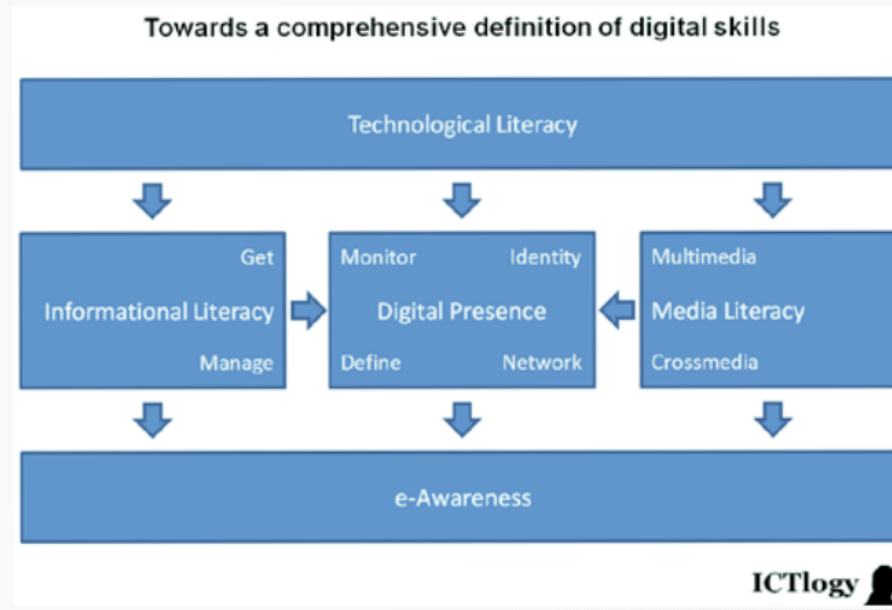 Towards a comprehensive definition of digital skills
Technological Literacy
Get
Informational Literacy
Manage
Monitor Identity
Digital Presence
Define Network
Multimedia
Media Literacy
Crossmedia
e-Awareness
ICTlogy